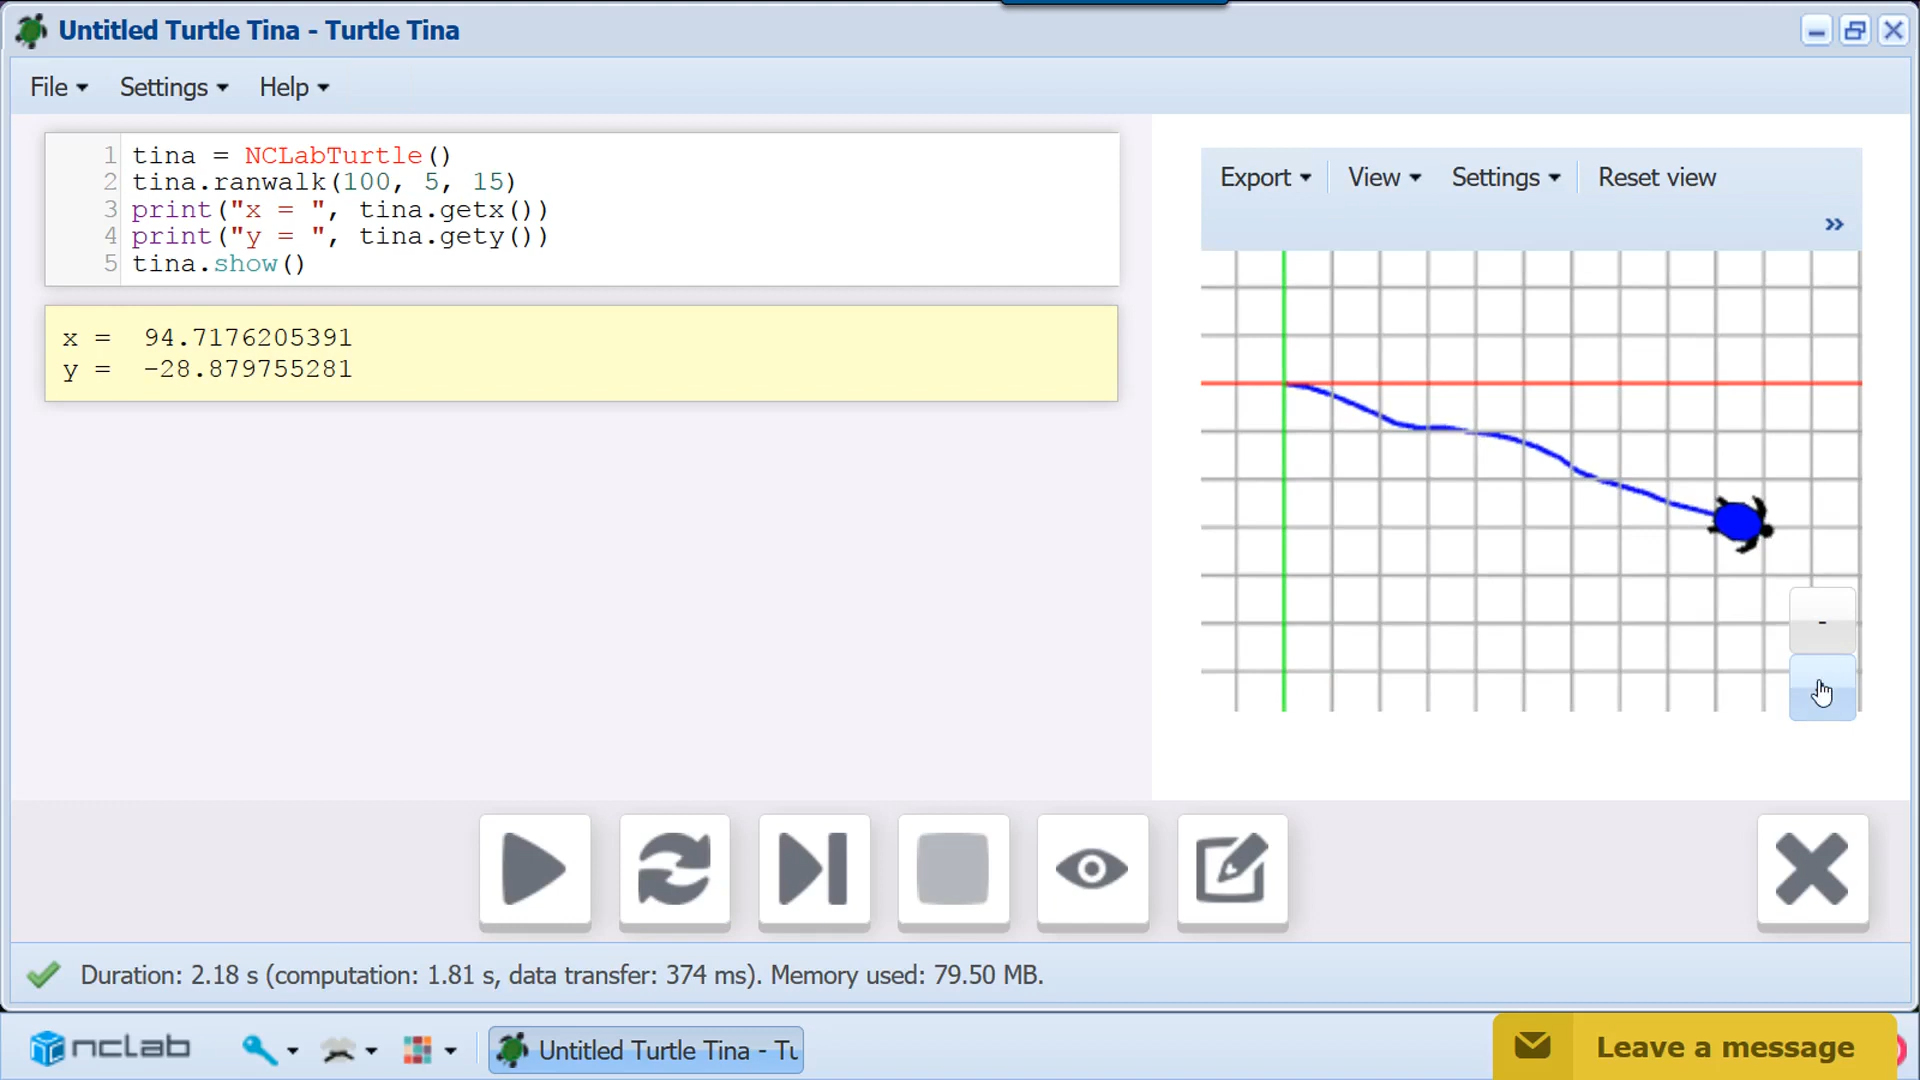 Untitled Turtle Tina - Turtle Tina
File Settings Help
1 tina = NCLabTurtle()
2 tina.ranwalk(100, 5, 15)
3 print("x = ", tina.getx())
4 print("y = ", tina.gety())
5 tina.show()
x = 94.7176205391
y = -28.879755281
Export View Settings Reset view
»
-
Duration: 2.18 s (computation: 1.81 s, data transfer: 374 ms). Memory used: 79.50 MB.
nclab
Untitled Turtle Tina - Tu
Leave a message